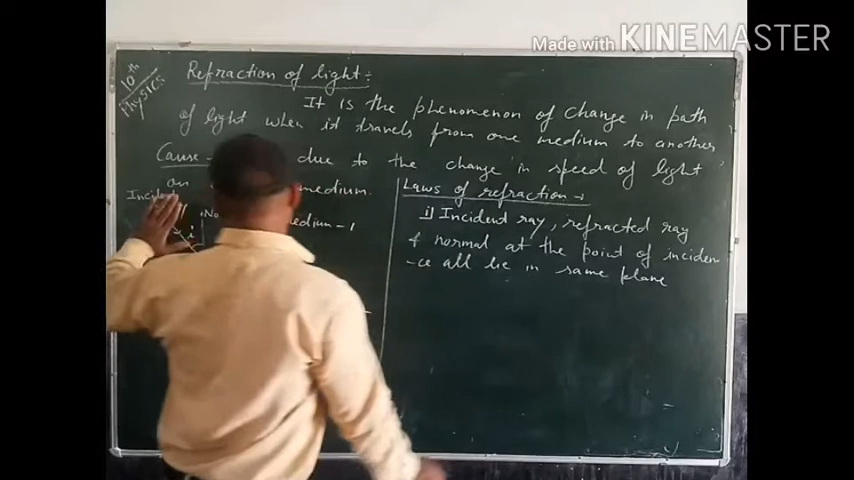 Made with KINEMASTER
10th
Physics
Refraction of light :-
It is the phenomenon of change in path
of light when it travels from one medium to another
Cause - due to the change in speed of light
on medium.
Incident
i No medium - 1
Laws of refraction :-
i) Incident ray, refracted ray
& normal at the point of inciden
-ce all lie in same plane